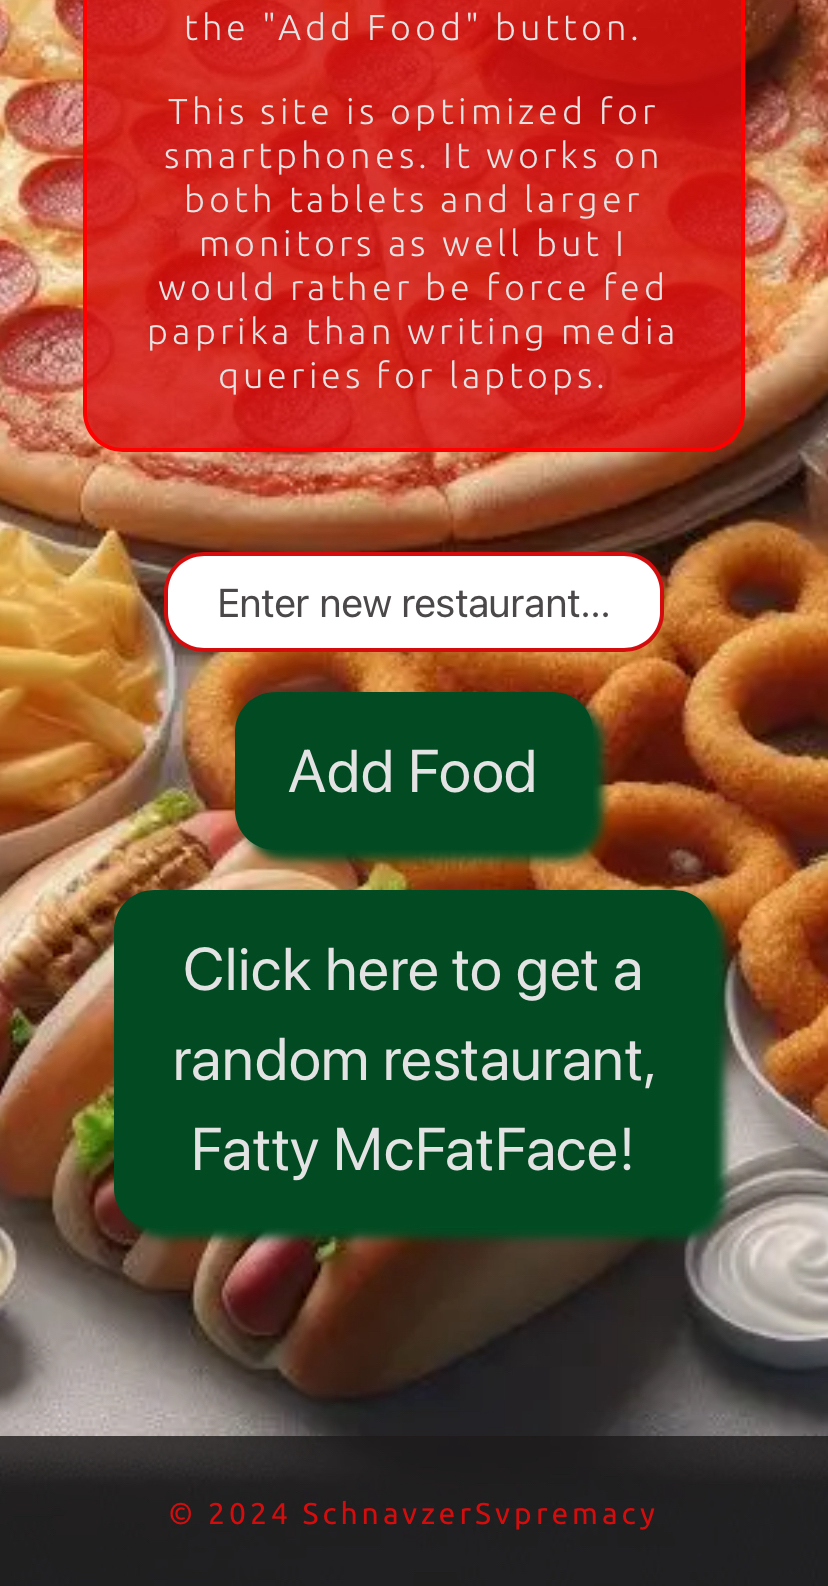 the "Add Food" button.
This site is optimized for
smartphones. It works on
both tablets and larger
monitors as well but I
would rather be force fed
paprika than writing media
queries for laptops.
Enter new restaurant...
Add Food
Click here to get a
random restaurant,
Fatty McFatFace!
© 2024 SchnavzerSvpremacy